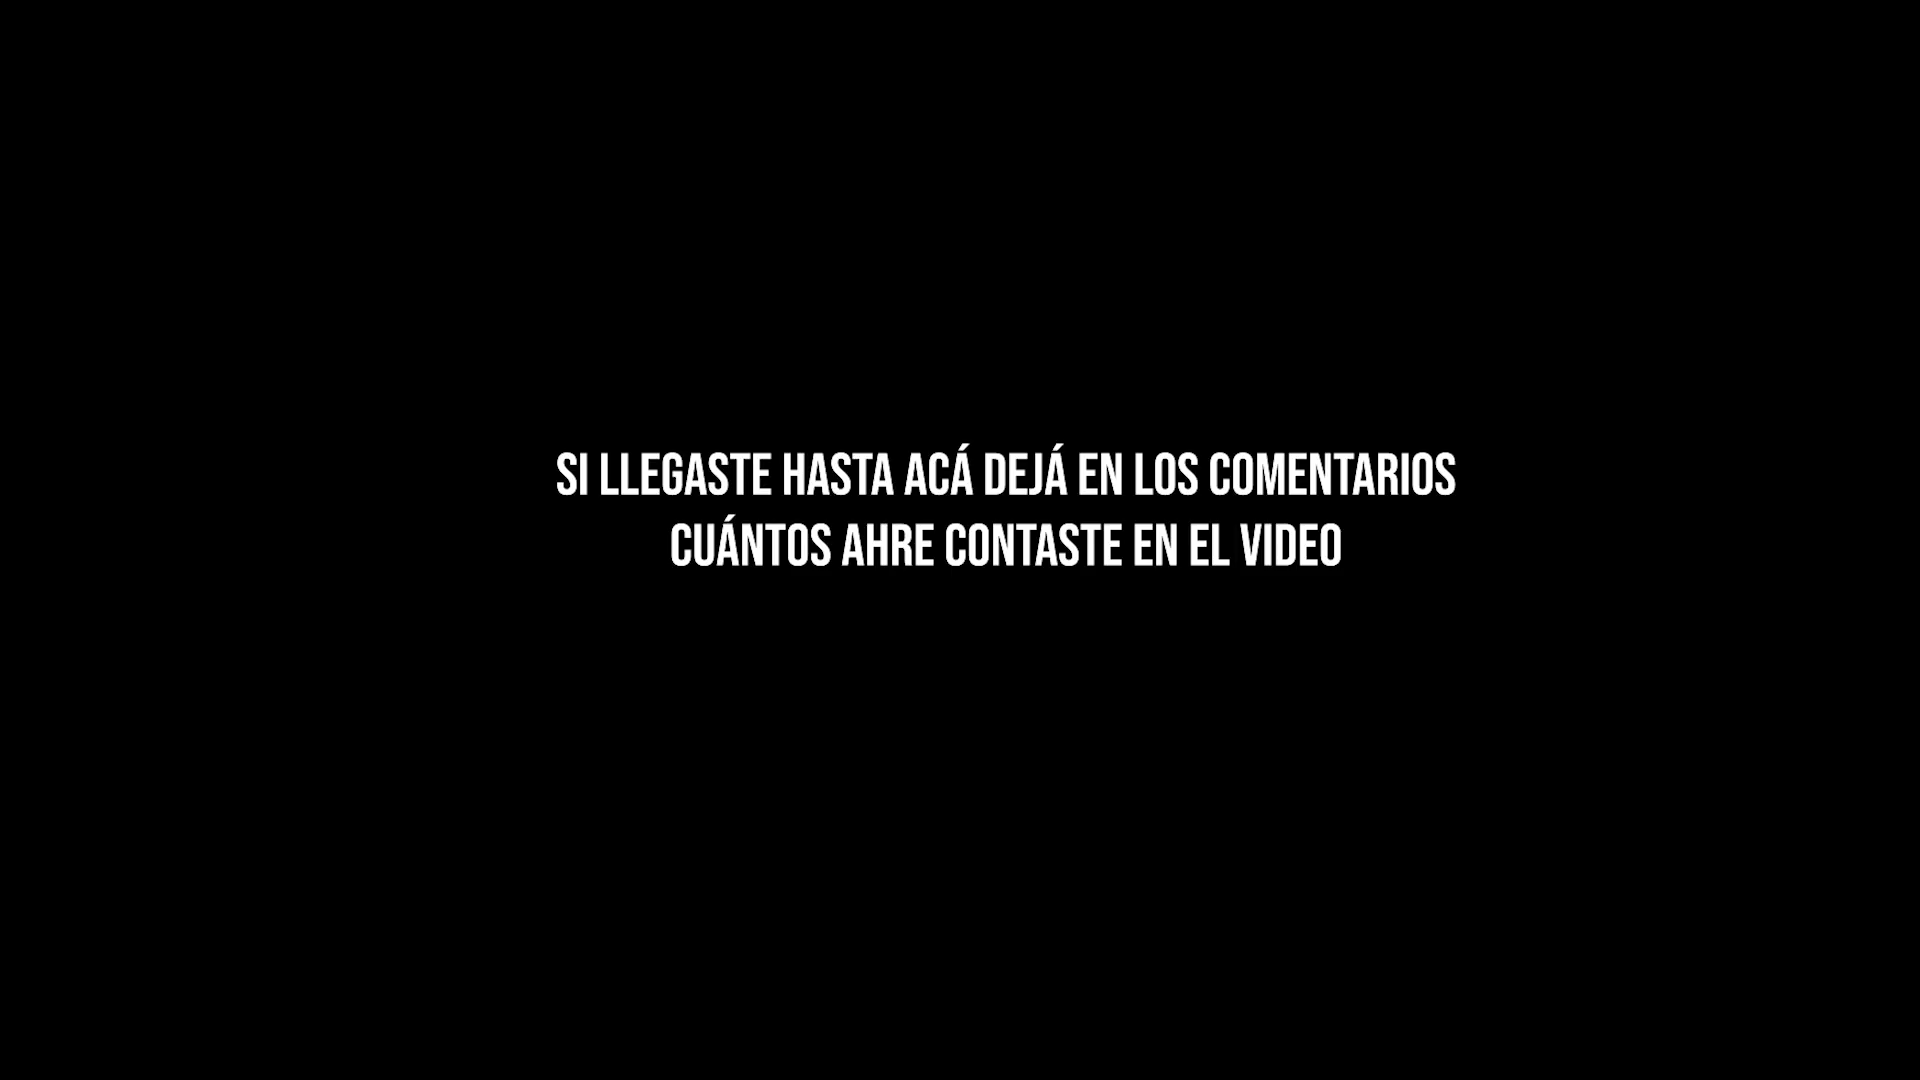 SI LLEGASTE HASTA ACÁ DEJÁ EN LOS COMENTARIOS
CUÁNTOS AHRE CONTASTE EN EL VIDEO